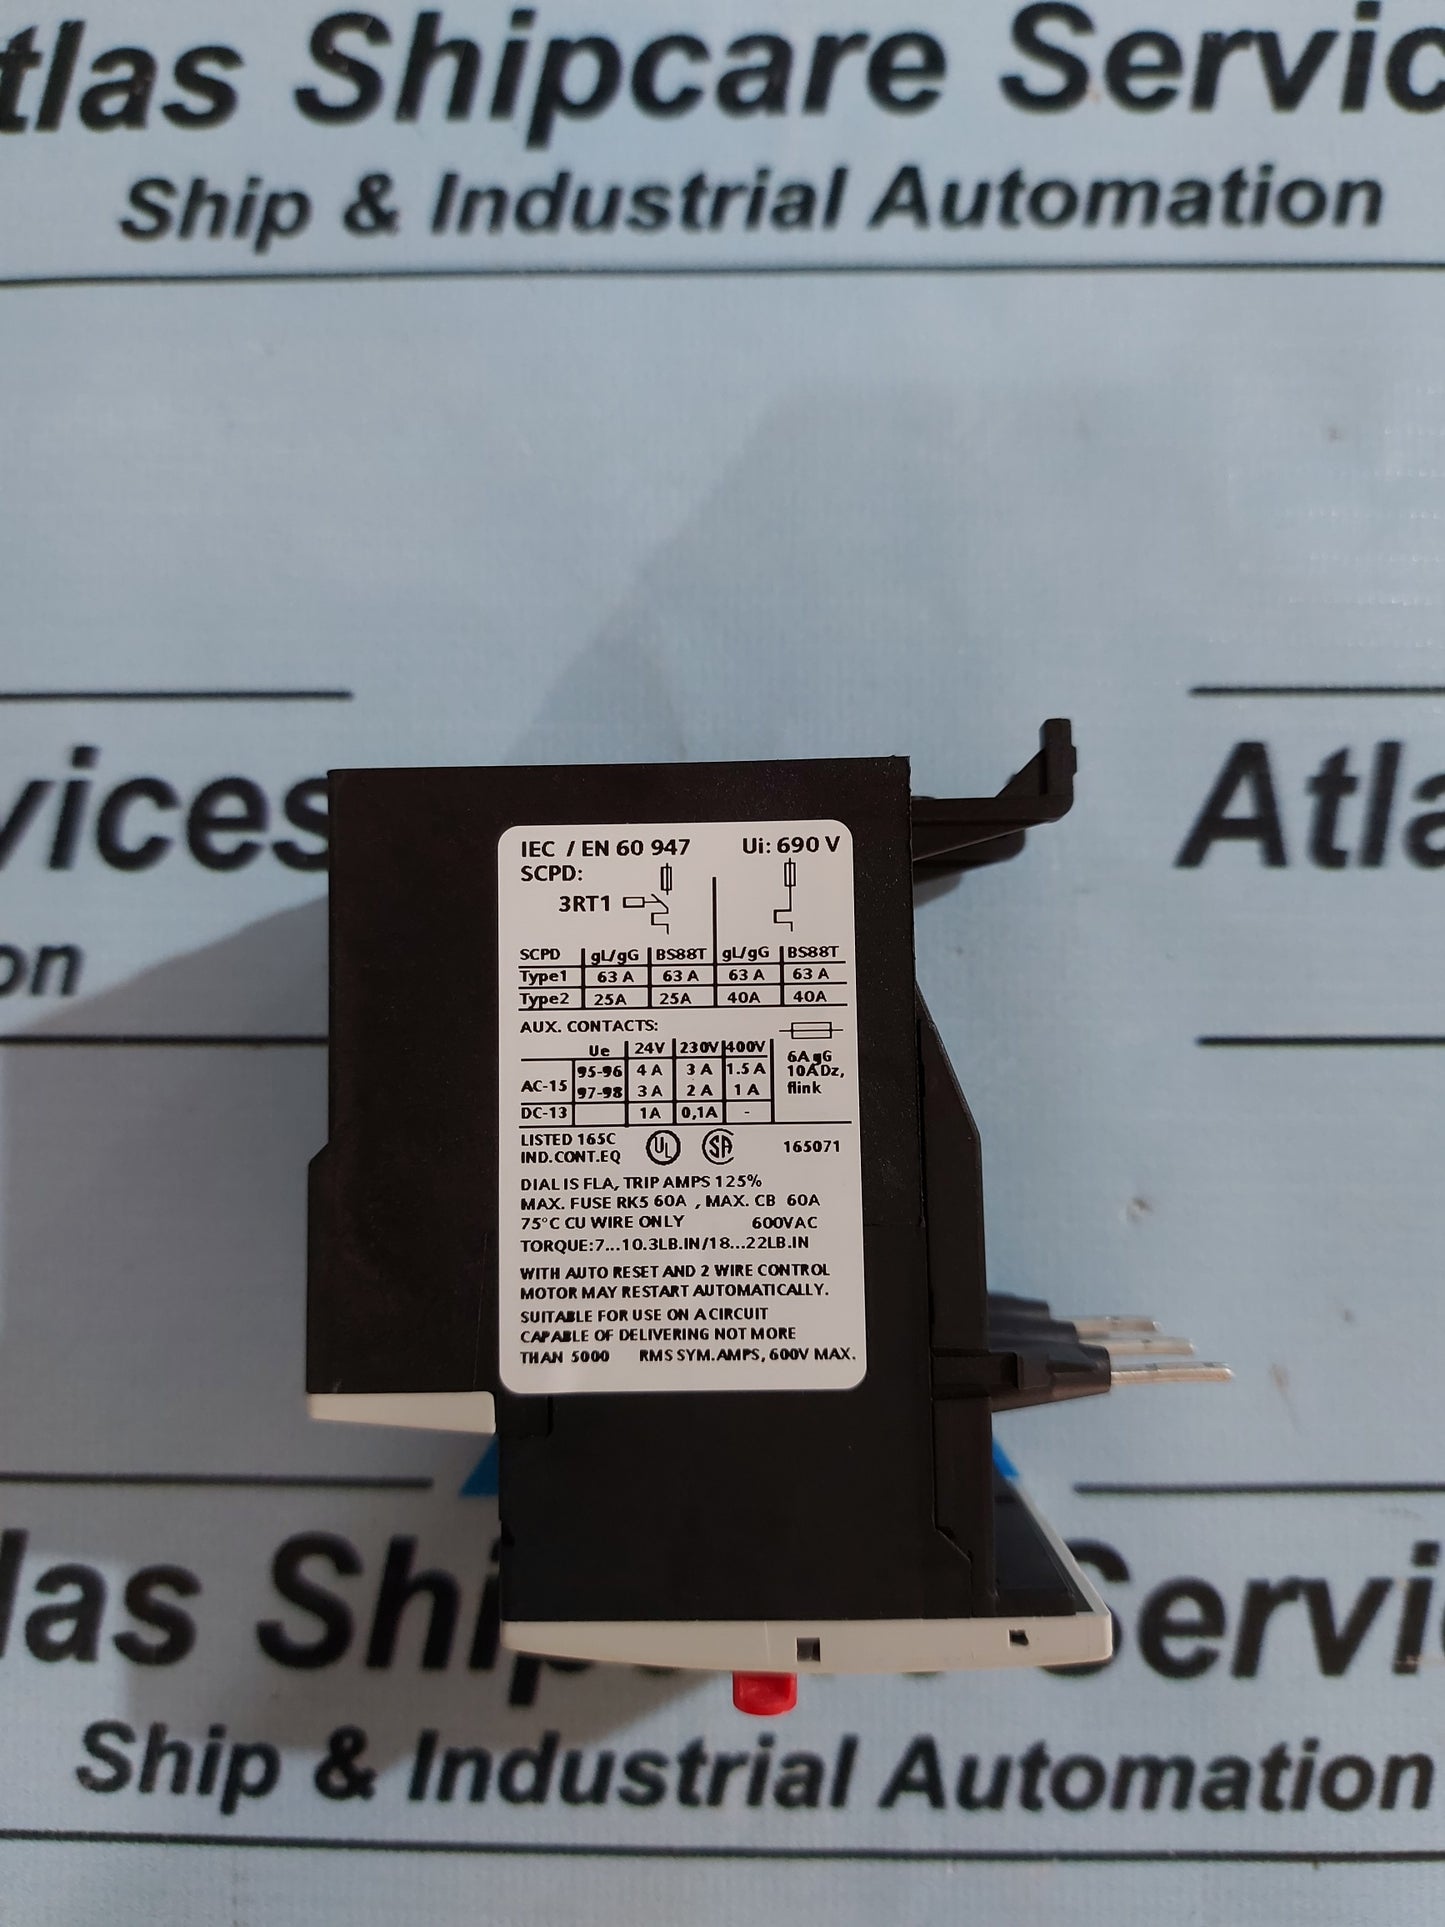 tlas Shipcare Servic
Ship & Industrial Automation
vices
Atla
on
IEC / EN 60 947 Ui: 690 V
SCPD:
3RT1
SCPD gL/gG BS88T gL/gG BS88T
Type1 63 A 63 A 63 A 63 A
Type2 25A 25A 40A 40A
AUX. CONTACTS:
Ue 24V 230V 400V
95-96 4 A 3 A 1.5 A
AC-15
97-98 3 A 2 A 1 A
DC-13 1A 0,1A -
6A gG
10A Dz,
flink
LISTED 165C
IND.CONT.EQ UL SA 165071
DIAL IS FLA, TRIP AMPS 125%
MAX. FUSE RK5 60A , MAX. CB 60A
75°C CU WIRE ONLY 600VAC
TORQUE:7...10.3LB.IN/18...22LB.IN
WITH AUTO RESET AND 2 WIRE CONTROL
MOTOR MAY RESTART AUTOMATICALLY.
SUITABLE FOR USE ON A CIRCUIT
CAPABLE OF DELIVERING NOT MORE
THAN 5000 RMS SYM.AMPS, 600V MAX.
las Ship Servi
Ship & Industrial Automation